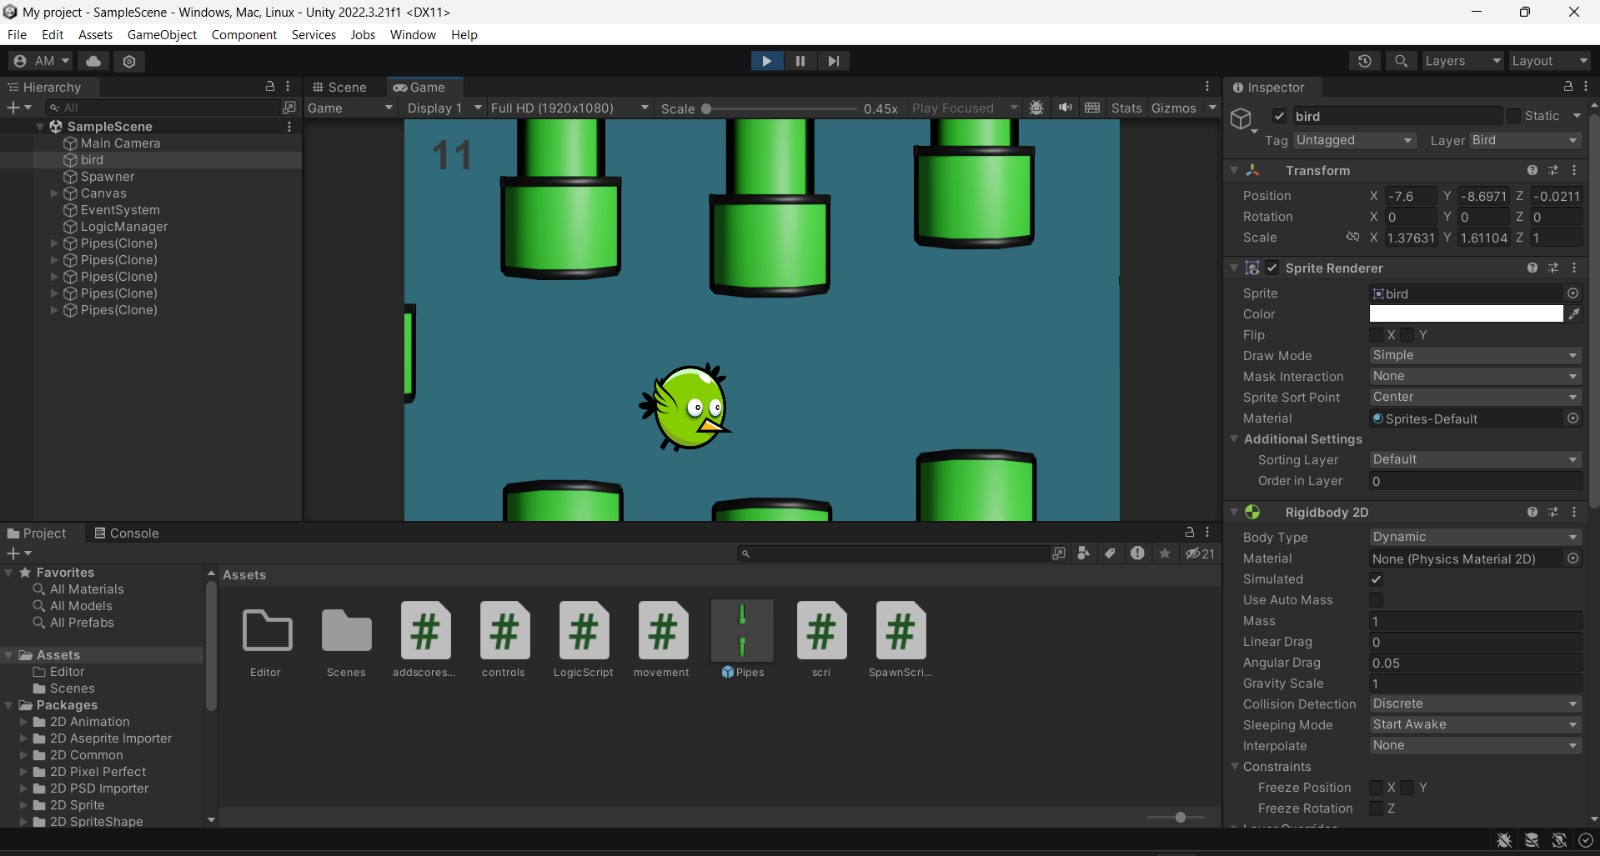 My project - SampleScene - Windows, Mac, Linux - Unity 2022.3.21f1 <DX11>
File Edit Assets GameObject Component Services Jobs Window Help
AM
Layers Layout
Hierarchy
All
SampleScene
Main Camera
bird
Spawner
Canvas
EventSystem
LogicManager
Pipes(Clone)
Pipes(Clone)
Pipes(Clone)
Pipes(Clone)
Pipes(Clone)
Scene Game
Game Display 1 Full HD (1920x1080) Scale 0.45x Play Focused Stats Gizmos
11
Inspector
bird Static
Tag Untagged Layer Bird
Transform
Position X -7.6 Y -8.6971 Z -0.0211
Rotation X 0 Y 0 Z 0
Scale X 1.37631 Y 1.61104 Z 1
Sprite Renderer
Sprite bird
Color
Flip X Y
Draw Mode Simple
Mask Interaction None
Sprite Sort Point Center
Material Sprites-Default
Additional Settings
Sorting Layer Default
Order in Layer 0
Rigidbody 2D
Body Type Dynamic
Material None (Physics Material 2D)
Simulated
Use Auto Mass
Mass 1
Linear Drag 0
Angular Drag 0.05
Gravity Scale 1
Collision Detection Discrete
Sleeping Mode Start Awake
Interpolate None
Constraints
Freeze Position X Y
Freeze Rotation Z
Project Console
21
Favorites
All Materials
All Models
All Prefabs
Assets
Editor
Scenes
Packages
2D Animation
2D Aseprite Importer
2D Common
2D Pixel Perfect
2D PSD Importer
2D Sprite
2D SpriteShape
Assets
Editor Scenes addscores... controls LogicScript movement Pipes scri SpawnScri...